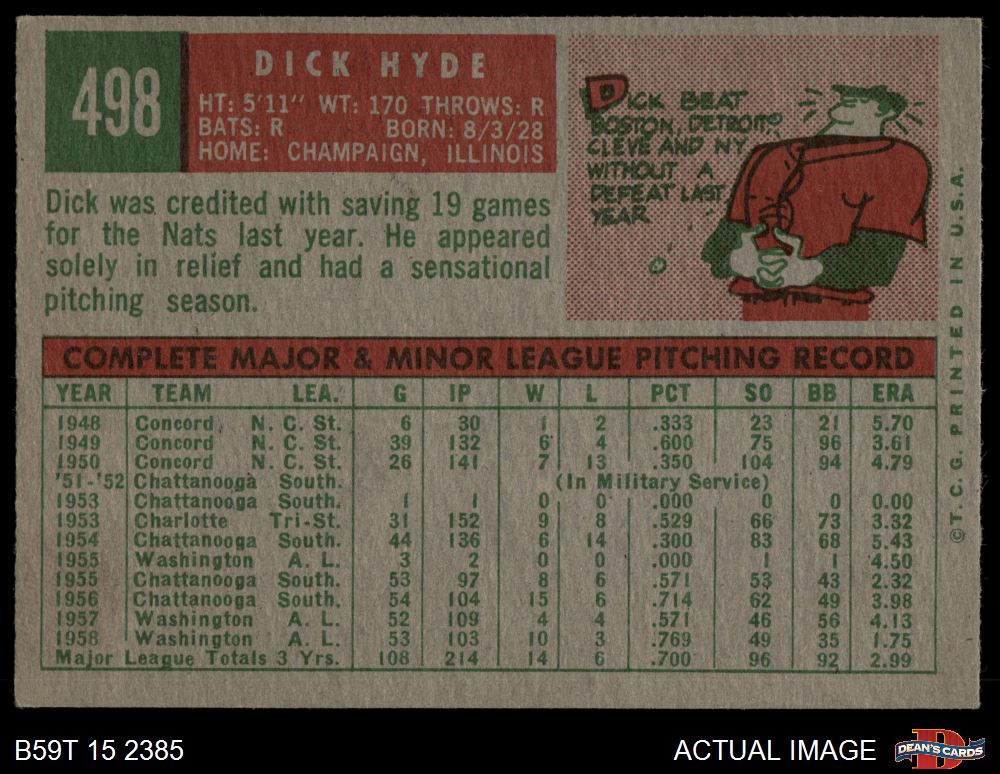 498
DICK HYDE
HT: 5'11" WT: 170 THROWS: R
BATS: R BORN: 8/3/28
HOME: CHAMPAIGN, ILLINOIS
Dick was credited with saving 19 games
for the Nats last year. He appeared
solely in relief and had a sensational
pitching season.
DICK BEAT
BOSTON, DETROIT,
CLEVE AND NY
WITHOUT A
DEFEAT LAST
YEAR
COMPLETE MAJOR & MINOR LEAGUE PITCHING RECORD
YEAR TEAM LEA. G IP W L PCT SO BB ERA
1948 Concord N. C. St. 6 30 1 2 .333 23 21 5.70
1949 Concord N. C. St. 39 132 6 4 .600 75 96 3.61
1950 Concord N. C. St. 26 141 7 13 .350 104 94 4.79
'51-'52 Chattanooga South. (In Military Service)
1953 Chattanooga South. 1 1 0 0 .000 0 0 0.00
1953 Charlotte Tri-St. 31 152 9 8 .529 66 73 3.32
1954 Chattanooga South. 44 136 6 14 .300 83 68 5.43
1955 Washington A. L. 3 2 0 0 .000 1 1 4.50
1955 Chattanooga South. 53 97 8 6 .571 53 43 2.32
1956 Chattanooga South. 54 104 15 6 .714 62 49 3.98
1957 Washington A. L. 52 109 4 4 .571 46 56 4.13
1958 Washington A. L. 53 103 10 3 .769 49 35 1.75
Major League Totals 3 Yrs. 108 214 14 6 .700 96 92 2.99
©T. C. G. PRINTED IN U.S.A.
B59T 15 2385
ACTUAL IMAGE
D
DEAN'S CARDS